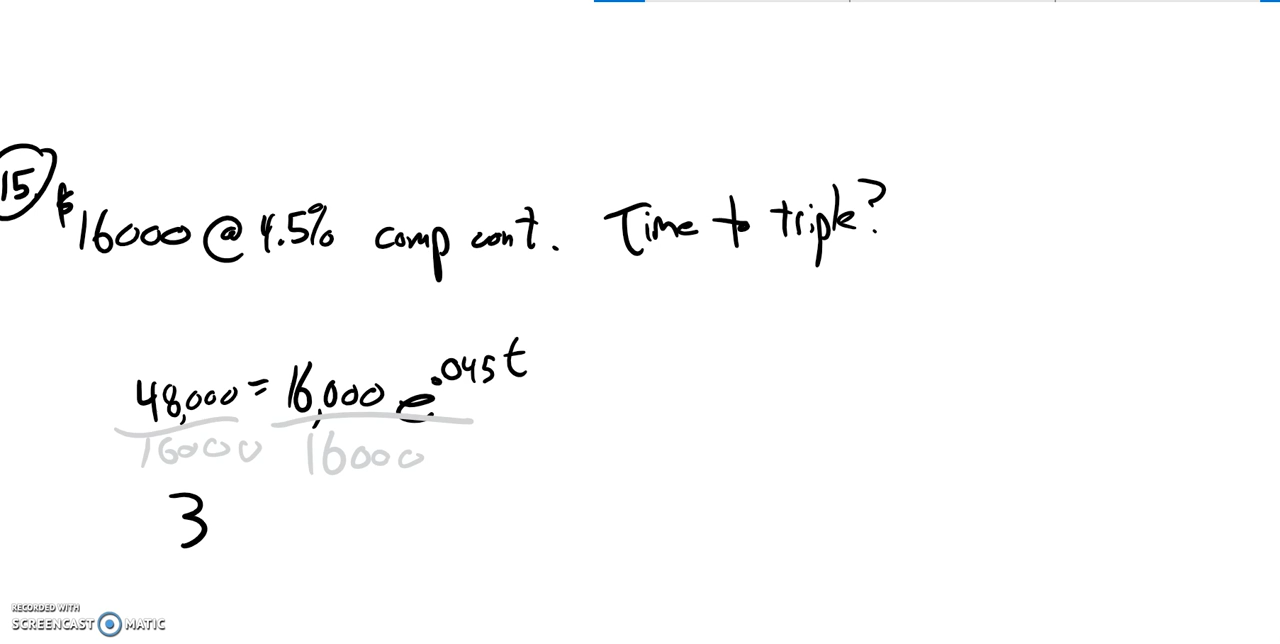 15.
$16000 @ 4.5% comp cont. Time to triple?
48,000 = 16,000 e^.045t
16000 16000
3
RECORDED WITH
SCREENCAST MATIC